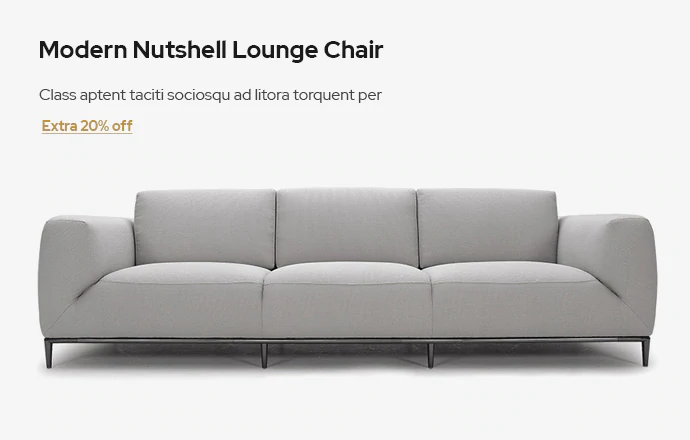 Modern Nutshell Lounge Chair
Class aptent taciti sociosqu ad litora torquent per
Extra 20% off